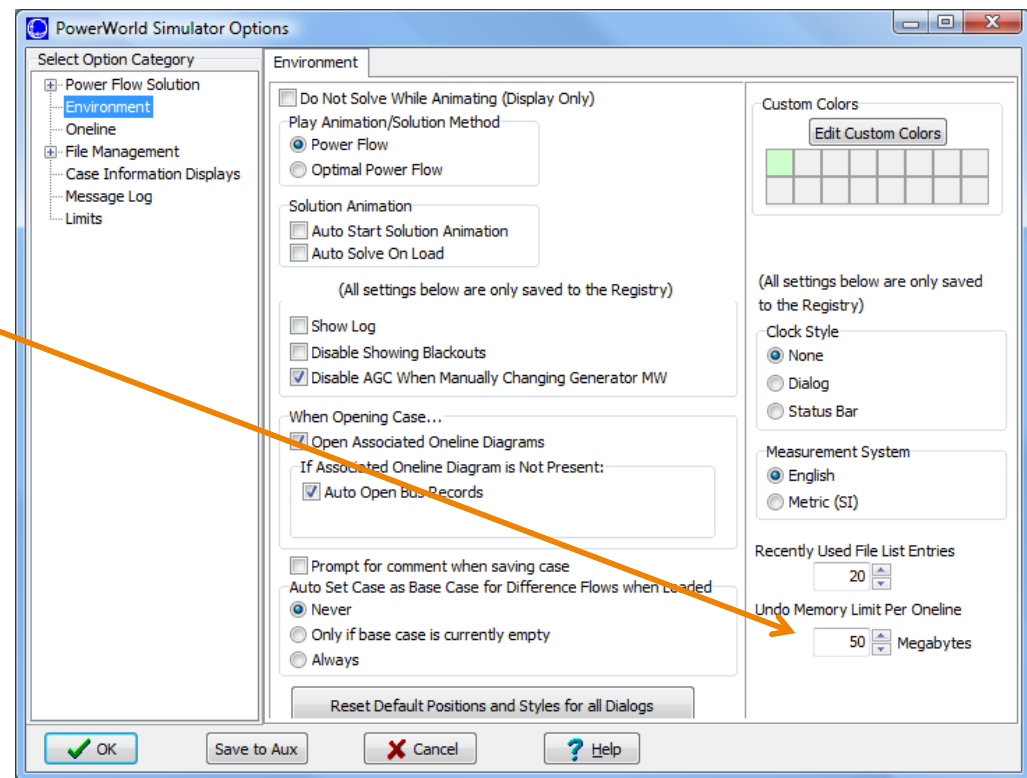 PowerWorld Simulator Options
Select Option Category
Power Flow Solution
Environment
Oneline
File Management
Case Information Displays
Message Log
Limits
Environment
Do Not Solve While Animating (Display Only)
Play Animation/Solution Method
Power Flow
Optimal Power Flow
Solution Animation
Auto Start Solution Animation
Auto Solve On Load
(All settings below are only saved to the Registry)
Show Log
Disable Showing Blackouts
Disable AGC When Manually Changing Generator MW
When Opening Case...
Open Associated Oneline Diagrams
If Associated Oneline Diagram is Not Present:
Auto Open Bus Records
Prompt for comment when saving case
Auto Set Case as Base Case for Difference Flows when Loaded
Never
Only if base case is currently empty
Always
Reset Default Positions and Styles for all Dialogs
Custom Colors
Edit Custom Colors
(All settings below are only saved
to the Registry)
Clock Style
None
Dialog
Status Bar
Measurement System
English
Metric (SI)
Recently Used File List Entries
20
Undo Memory Limit Per Oneline
50 Megabytes
OK
Save to Aux
Cancel
? Help